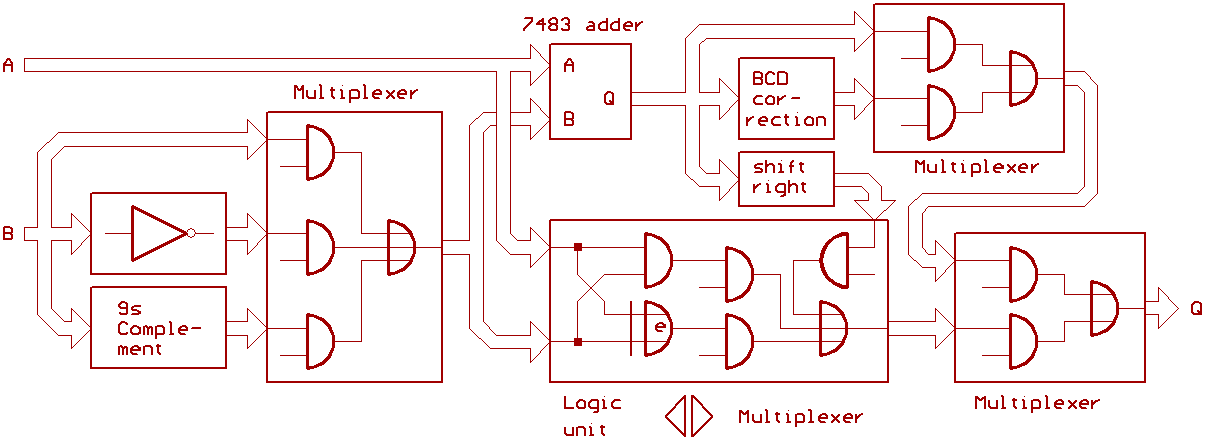 7483 adder
A
A
B
Q
Multiplexer
BCD
cor-
rection
Multiplexer
shift
right
B
9s
Comple-
ment
e
Q
Logic
unit
Multiplexer
Multiplexer